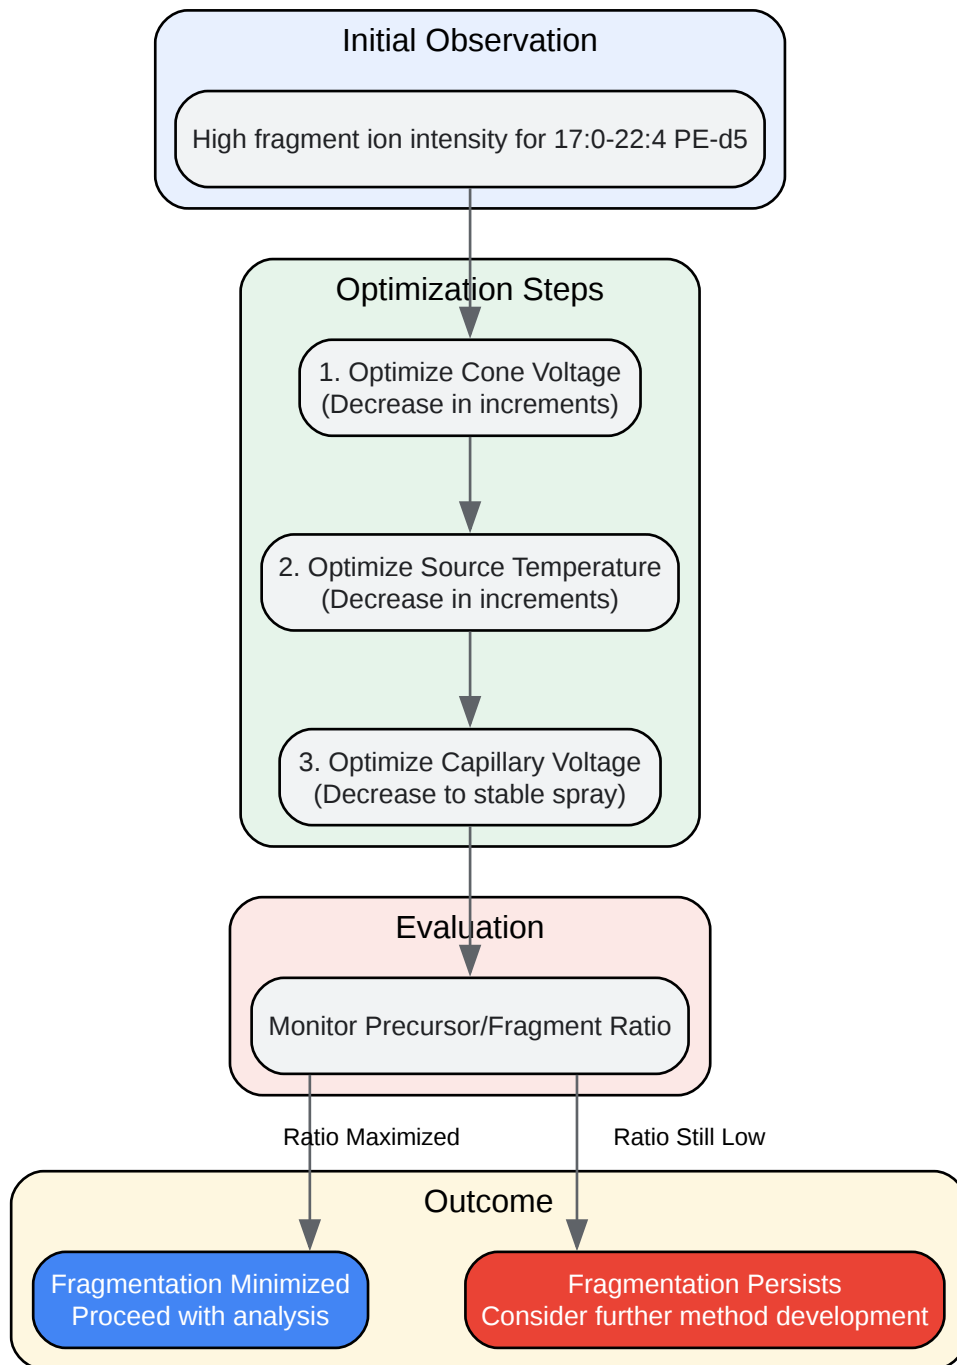 Initial Observation
High fragment ion intensity for 17:0-22:4 PE-d5
Optimization Steps
1. Optimize Cone Voltage
(Decrease in increments)
2. Optimize Source Temperature
(Decrease in increments)
3. Optimize Capillary Voltage
(Decrease to stable spray)
Evaluation
Monitor Precursor/Fragment Ratio
Ratio Maximized
Ratio Still Low
Outcome
Fragmentation Minimized
Proceed with analysis
Fragmentation Persists
Consider further method development